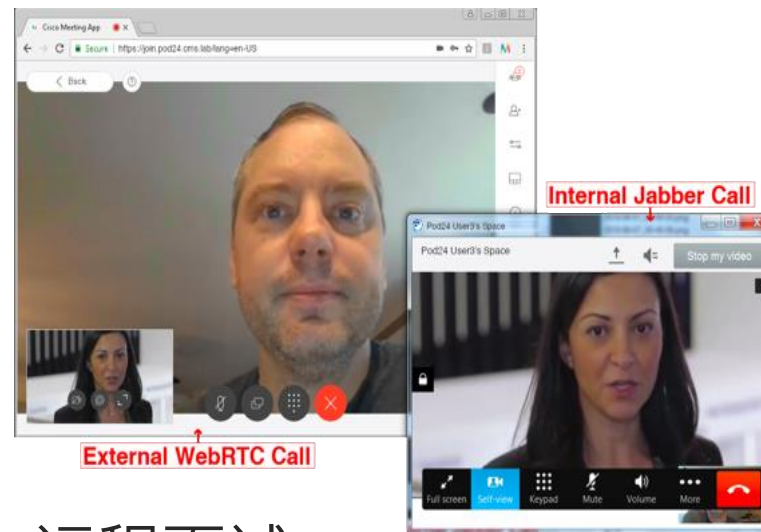 Cisco Meeting App
Secure | https://join.pod24.cms.lab/lang=en-US
Back
Internal Jabber Call
Pod24 User3's Space
Pod24 User3's Space
Stop my video
Full screen
Self-view
Keypad
Mute
Volume
More
External WebRTC Call